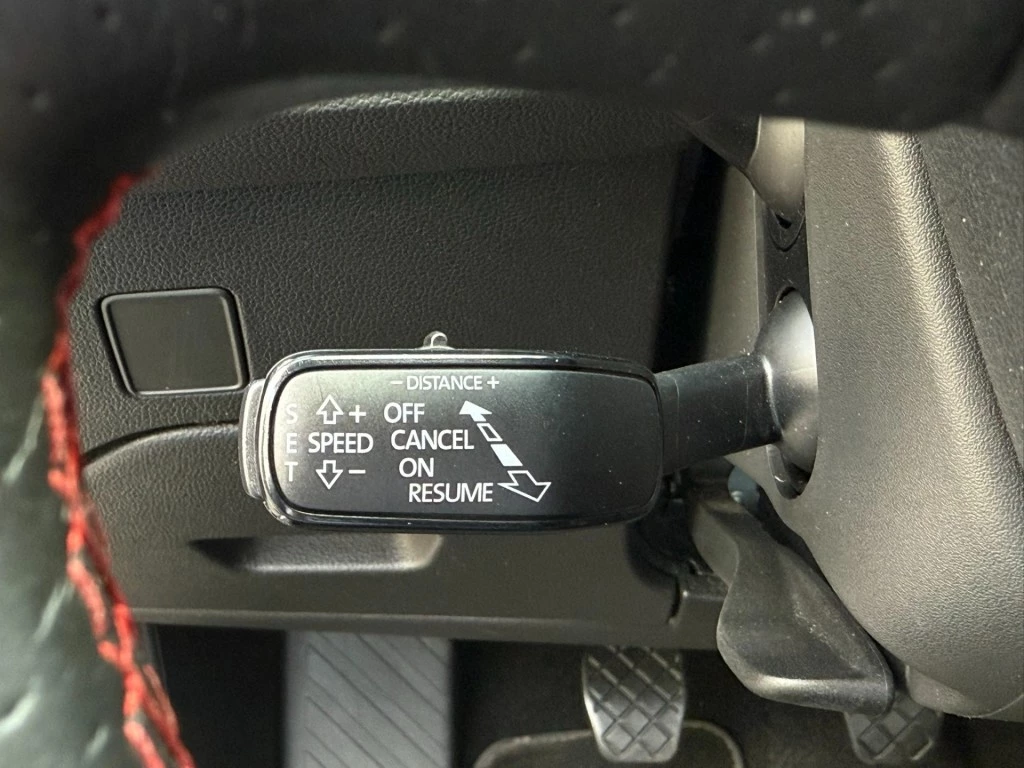 − DISTANCE +
S + OFF
E SPEED CANCEL
T − ON
RESUME